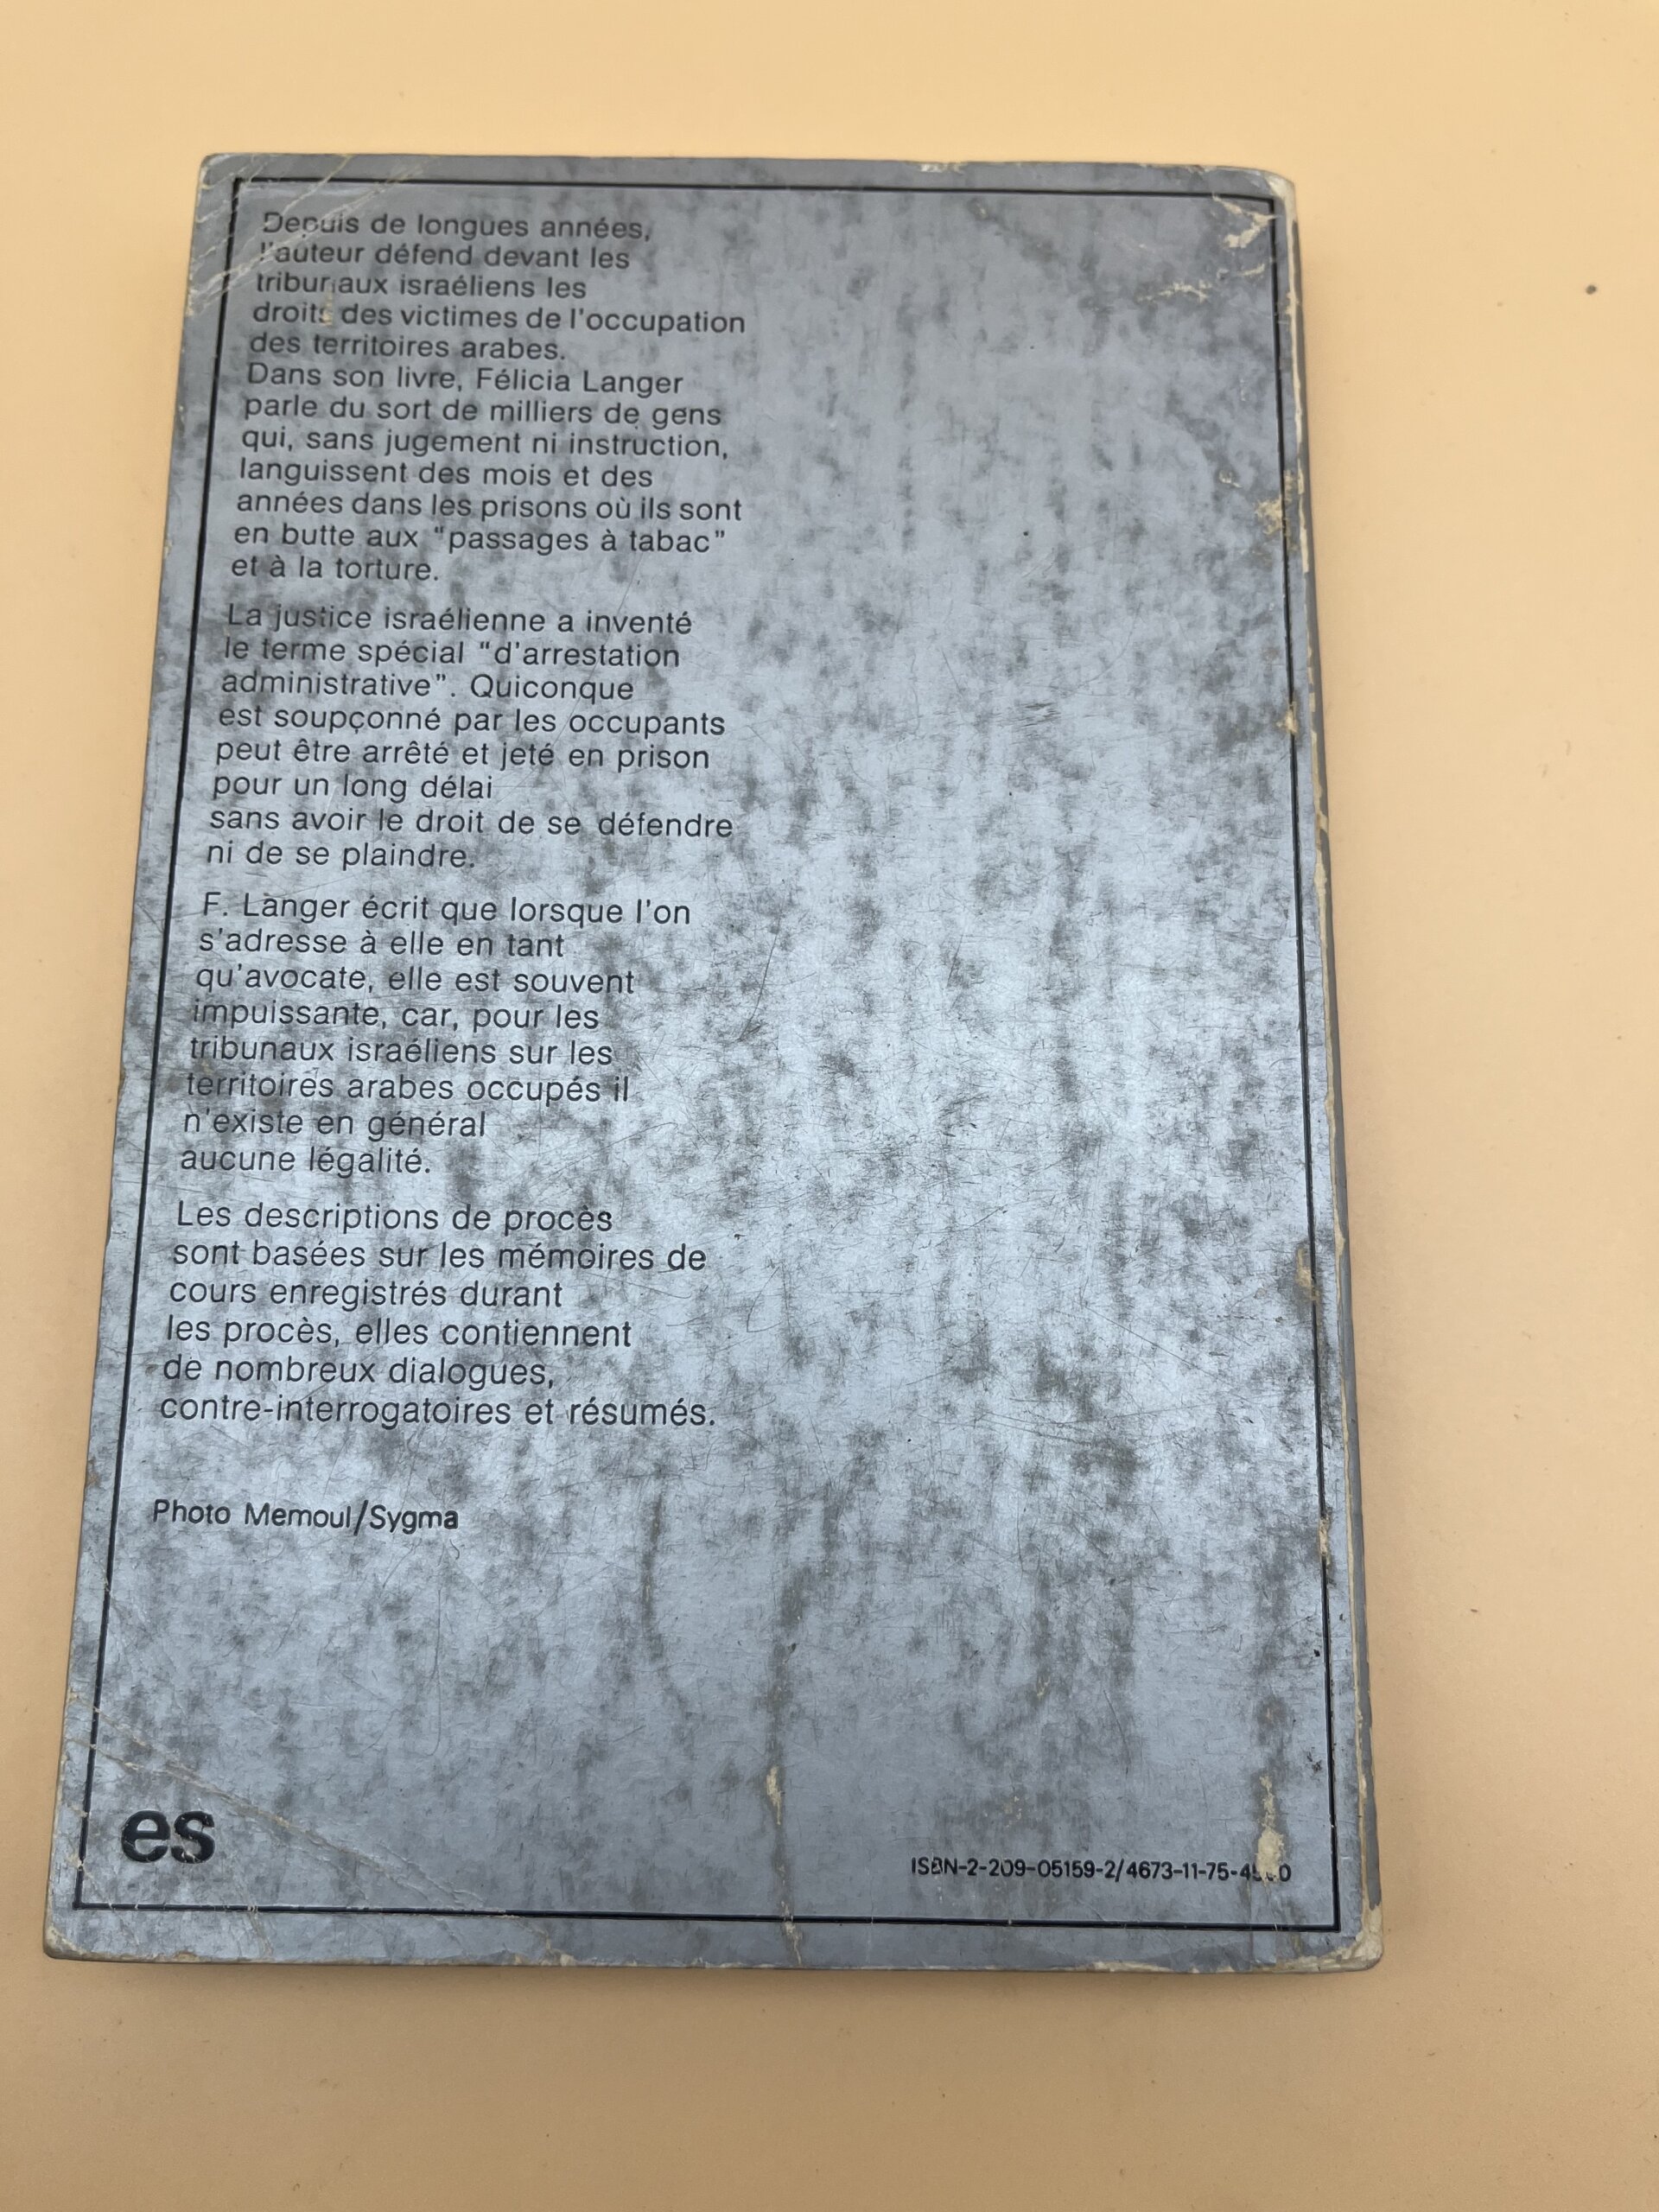 Depuis de longues années,
l'auteur défend devant les
tribunaux israéliens les
droits des victimes de l'occupation
des territoires arabes.
Dans son livre, Félicia Langer
parle du sort de milliers de gens
qui, sans jugement ni instruction,
languissent des mois et des
années dans les prisons où ils sont
en butte aux "passages à tabac"
et à la torture.
La justice israélienne a inventé
le terme spécial "d'arrestation
administrative". Quiconque
est soupçonné par les occupants
peut être arrêté et jeté en prison
pour un long délai
sans avoir le droit de se défendre
ni de se plaindre.
F. Langer écrit que lorsque l'on
s'adresse à elle en tant
qu'avocate, elle est souvent
impuissante, car, pour les
tribunaux israéliens sur les
territoires arabes occupés il
n'existe en général
aucune légalité.
Les descriptions de procès
sont basées sur les mémoires de
cours enregistrés durant
les procès, elles contiennent
de nombreux dialogues,
contre-interrogatoires et résumés.
Photo Memoul/Sygma
es
ISBN-2-209-05159-2/4673-11-75-